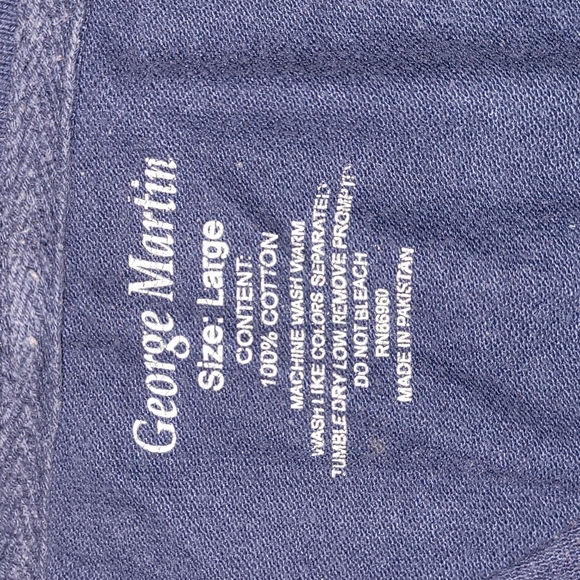 George Martin
Size: Large
CONTENT:
100% COTTON
MACHINE WASH WARM
WASH LIKE COLORS SEPARATELY
TUMBLE DRY LOW. REMOVE PROMPTLY
DO NOT BLEACH
RN66960
MADE IN PAKISTAN